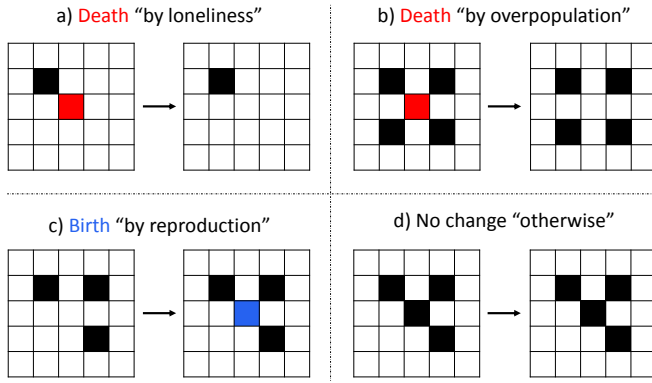 a) Death “by loneliness”
b) Death “by overpopulation”
c) Birth “by reproduction”
d) No change “otherwise”